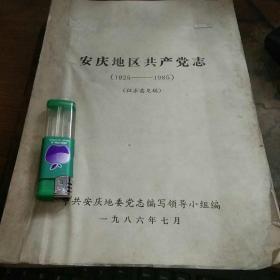 安庆地区共产党志
(1925——1985)
(征求意见稿)
中共安庆地委党志编写领导小组编
一九八六年七月